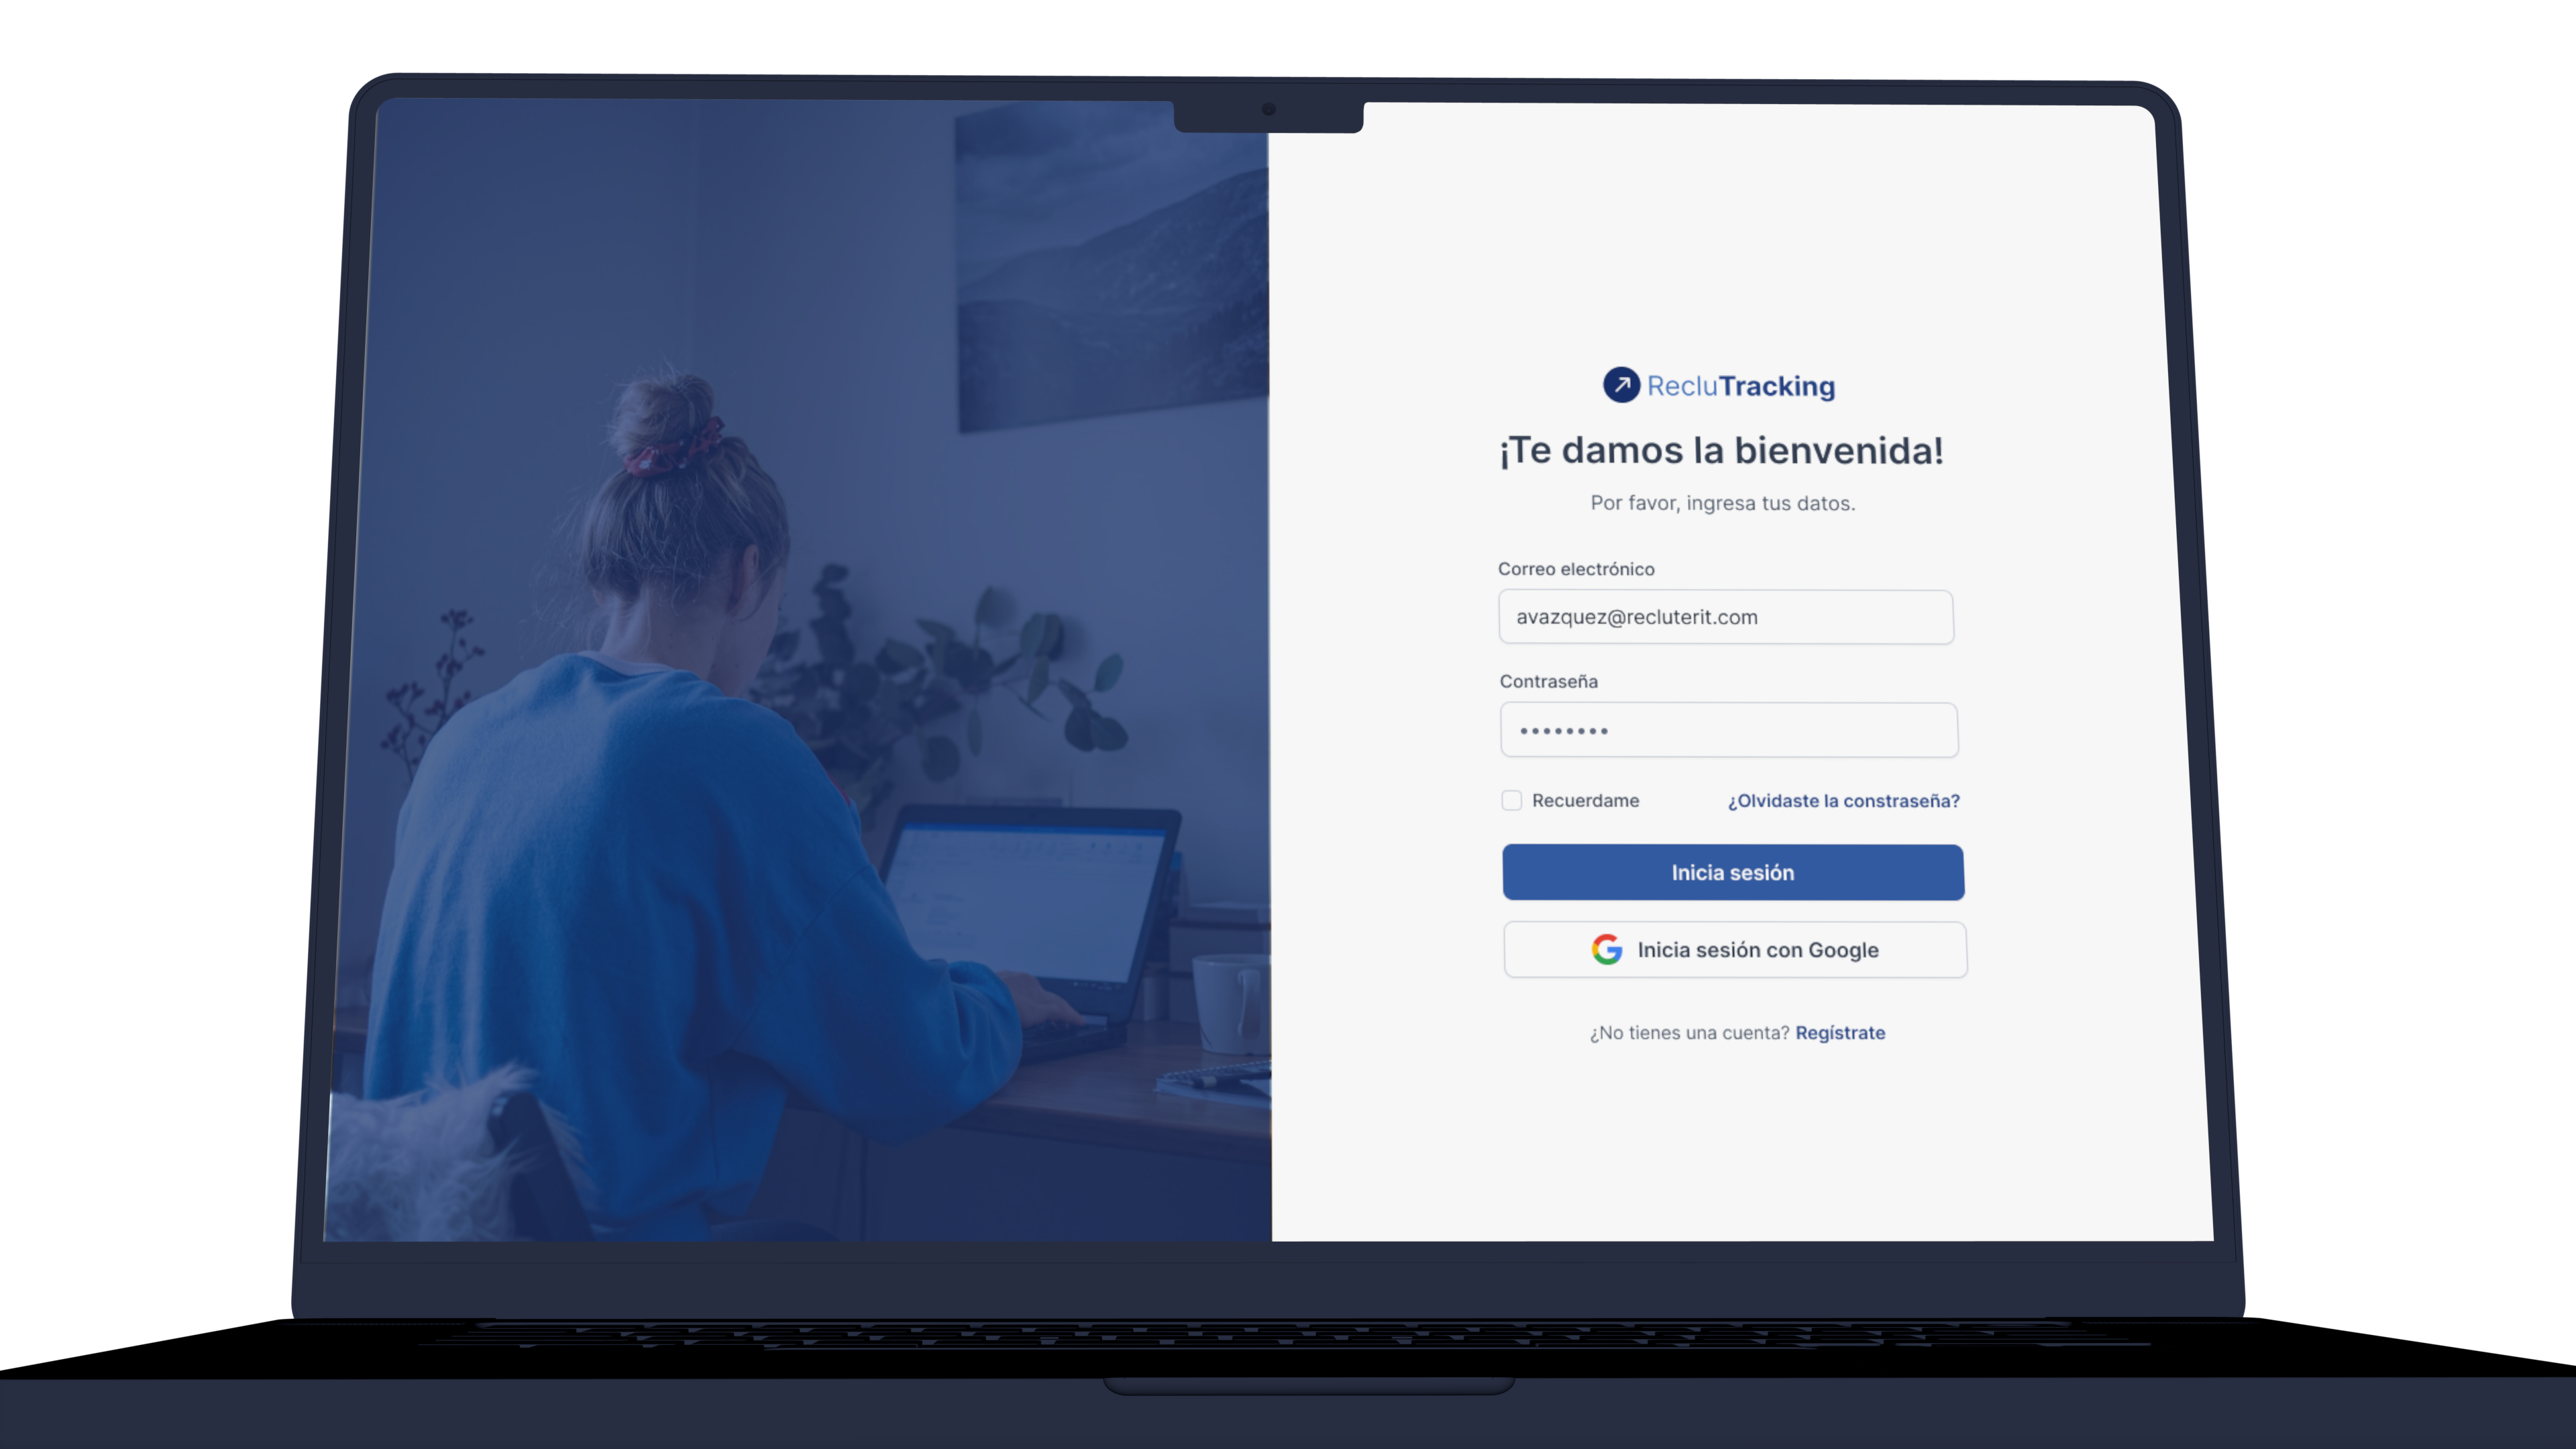 RecluTracking
¡Te damos la bienvenida!
Por favor, ingresa tus datos.
Correo electrónico
avazquez@recluterit.com
Contraseña
••••••••
Recuerdame ¿Olvidaste la constraseña?
Inicia sesión
Inicia sesión con Google
¿No tienes una cuenta? Regístrate